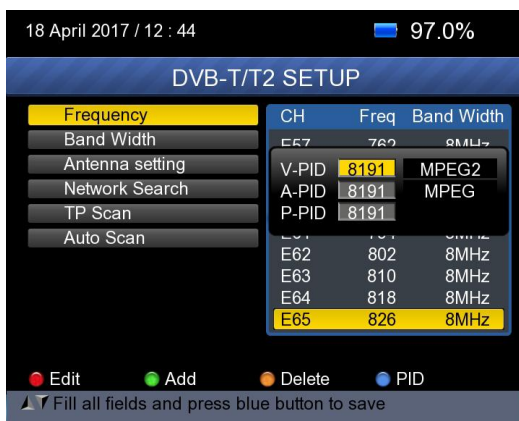 18 April 2017 / 12 : 44
97.0%
DVB-T/T2 SETUP
Frequency
Band Width
Antenna setting
Network Search
TP Scan
Auto Scan
CH Freq Band Width
E57 762 8MHz
V-PID 8191 MPEG2
A-PID 8191 MPEG
P-PID 8191
E62 802 8MHz
E63 810 8MHz
E64 818 8MHz
E65 826 8MHz
Edit Add Delete PID
Fill all fields and press blue button to save